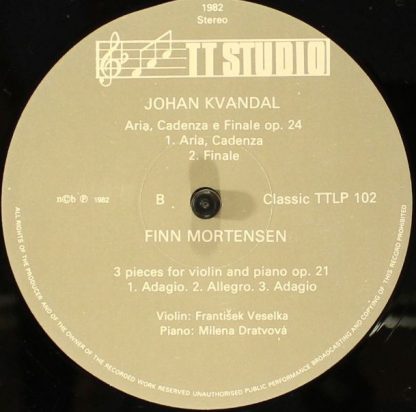 1982
Stereo
TT STUDIO
JOHAN KVANDAL
Aria, Cadenza e Finale op. 24
1. Aria, Cadenza
2. Finale
n©b ℗ 1982 B Classic TTLP 102
FINN MORTENSEN
3 pieces for violin and piano op. 21
1. Adagio. 2. Allegro. 3. Adagio
Violin: František Veselka
Piano: Milena Dratvová
ALL RIGHTS OF THE PRODUCER AND OF THE OWNER OF THE RECORDED WORK RESERVED UNAUTHORISED PUBLIC PERFORMANCE BROADCASTING AND COPYING OF THIS RECORD PROHIBITED